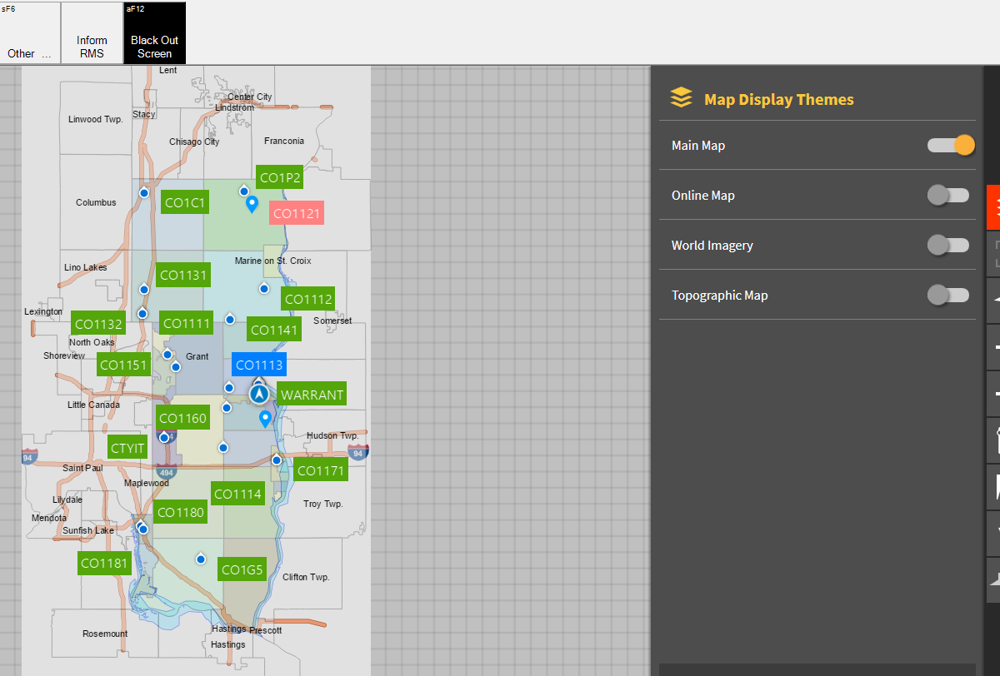 sF6
Other ...
Inform
RMS
aF12
Black Out
Screen
Lent
Center City
Lindstrom
Stacy
Linwood Twp.
Chisago City
Franconia
CO1P2
Columbus
CO1C1
CO1121
Marine on St. Croix
Lino Lakes
CO1131
CO1112
Lexington
CO1132
CO1111
Somerset
CO1141
North Oaks
Shoreview
Grant
CO1151
CO1113
WARRANT
Little Canada
CO1160
Hudson Twp.
CTYIT
94
94
Saint Paul
494
CO1171
Maplewood
CO1114
Lilydale
Troy Twp.
CO1180
Mendota
Sunfish Lake
CO1181
CO1G5
Clifton Twp.
Hastings
Prescott
Rosemount
Hastings
Map Display Themes
Main Map
Online Map
World Imagery
Topographic Map